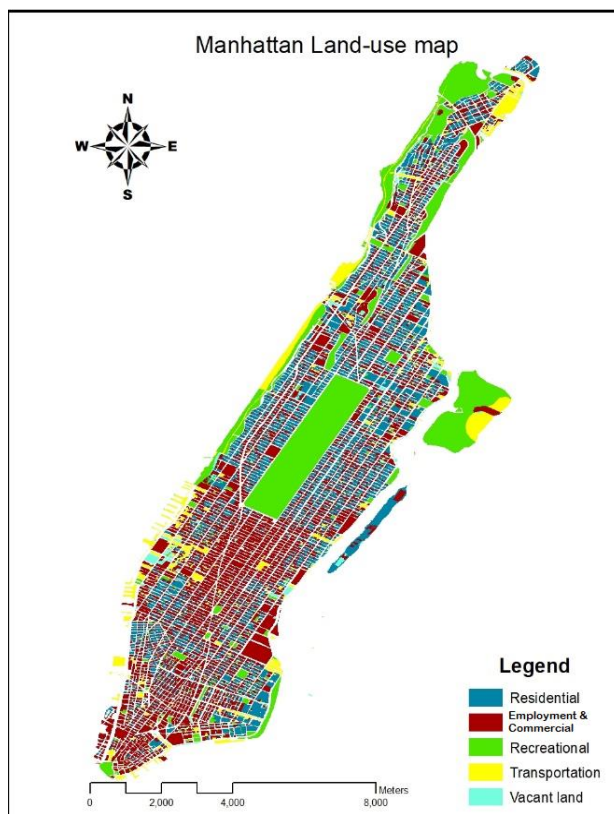 Manhattan Land-use map
N
W E
S
Legend
Residential
Employment &
Commercial
Recreational
Transportation
Vacant land
Meters
0 2,000 4,000 8,000